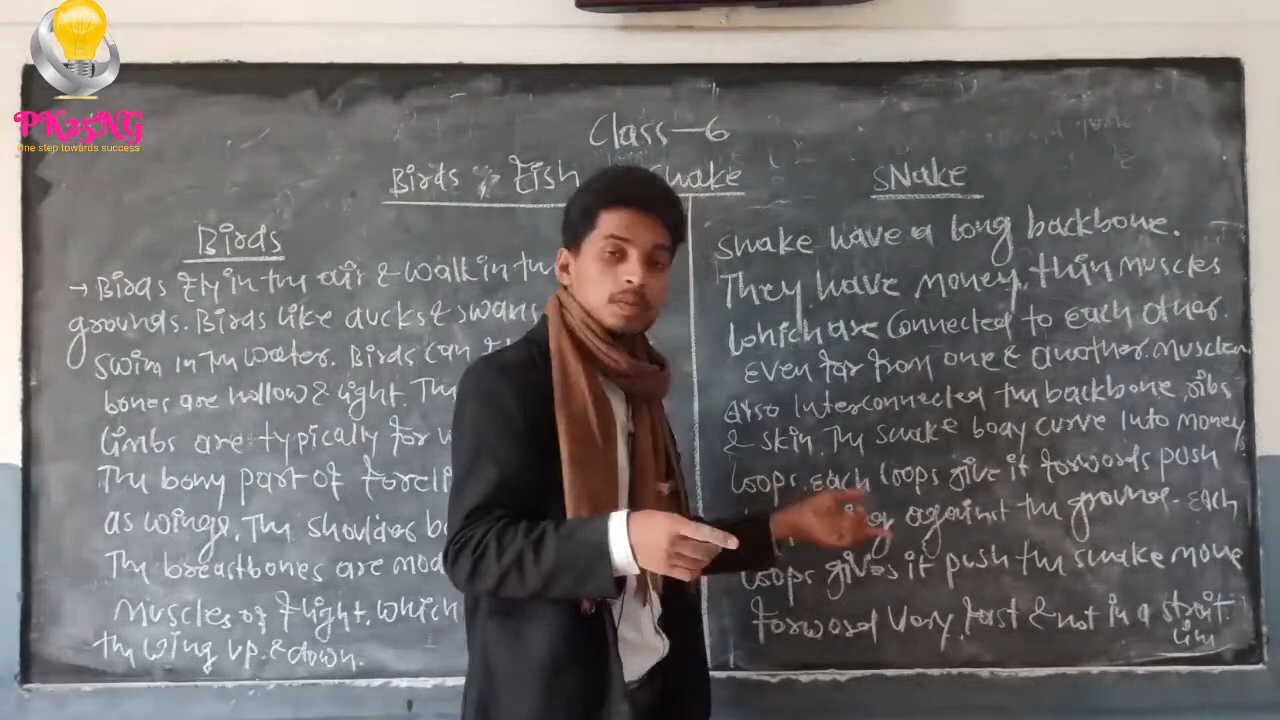 PK25NG
One step towards success
Class-6
Birds Fish Snake
Birds
→ Birds Fly in the air & walk in the
grounds. Birds like ducks & swans
Swim in The water. Birds can
bones are hollow & light. The
limbs are typically for
The bony part of foreli
as wings. The shoulder bo
The breastbones are mod
Muscles of flight. which
the wing up & down.
SNake
Snake have a long backbone.
They have money, thin muscles
which are connected to each other.
Even far from one & another. Muscles
also Interconnected the backbone, ribs
& skin. The snake body curve Into money
loops. each loops give it forwords push
against the ground. each
loops gives it push the snake move
forword Very fast & not in a strait
line